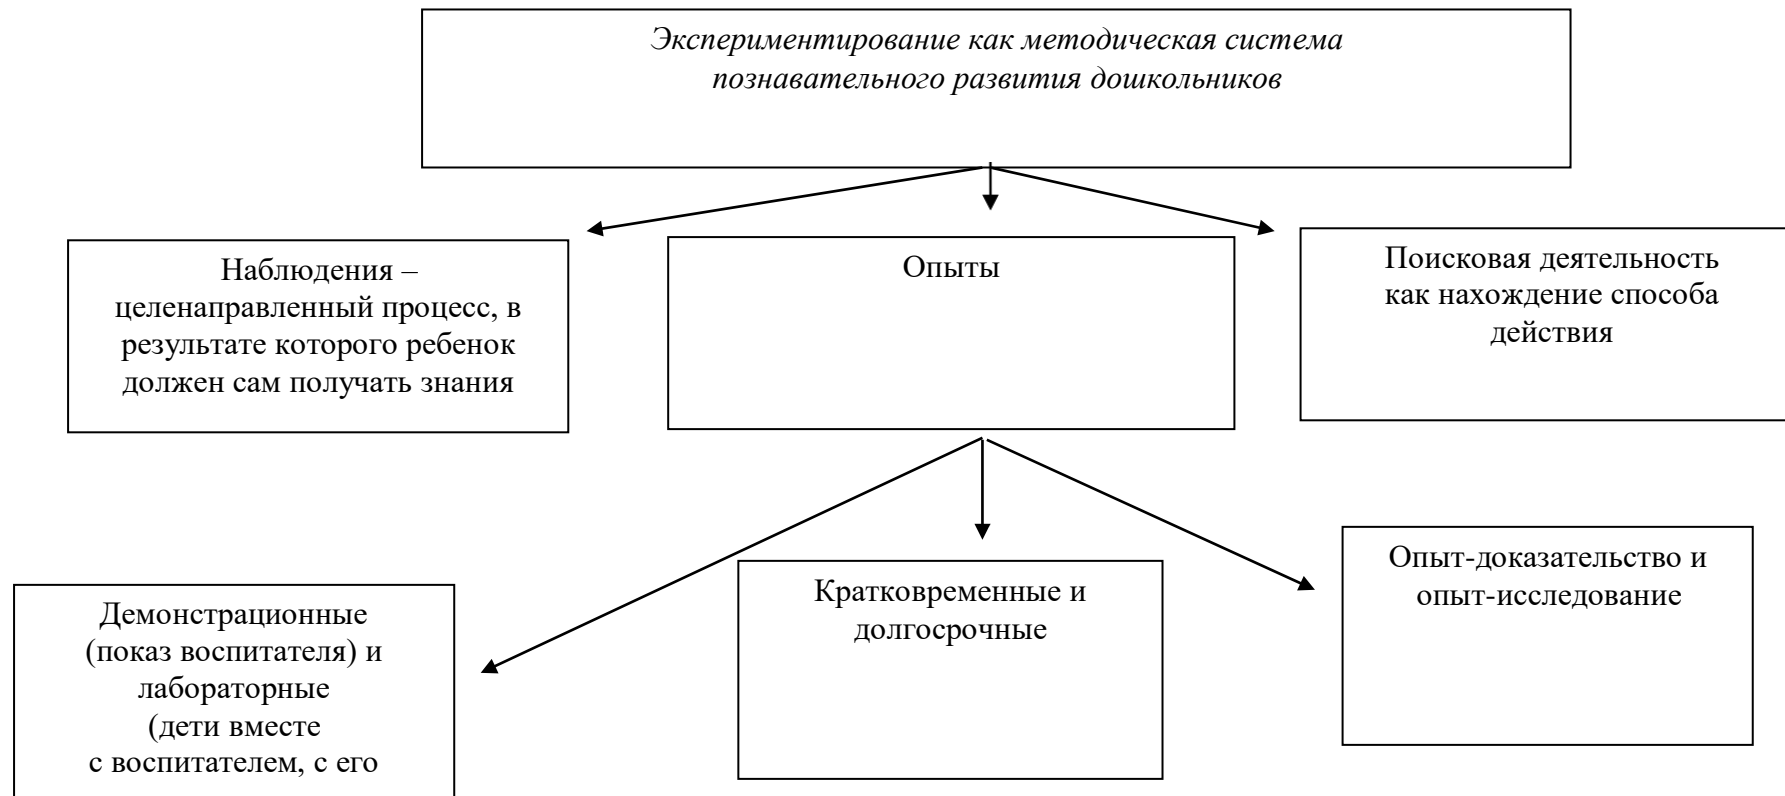 Экспериментирование как методическая система
познавательного развития дошкольников
Наблюдения –
целенаправленный процесс, в
результате которого ребенок
должен сам получать знания
Опыты
Поисковая деятельность
как нахождение способа
действия
Демонстрационные
(показ воспитателя) и
лабораторные
(дети вместе
с воспитателем, с его
Кратковременные и
долгосрочные
Опыт-доказательство и
опыт-исследование